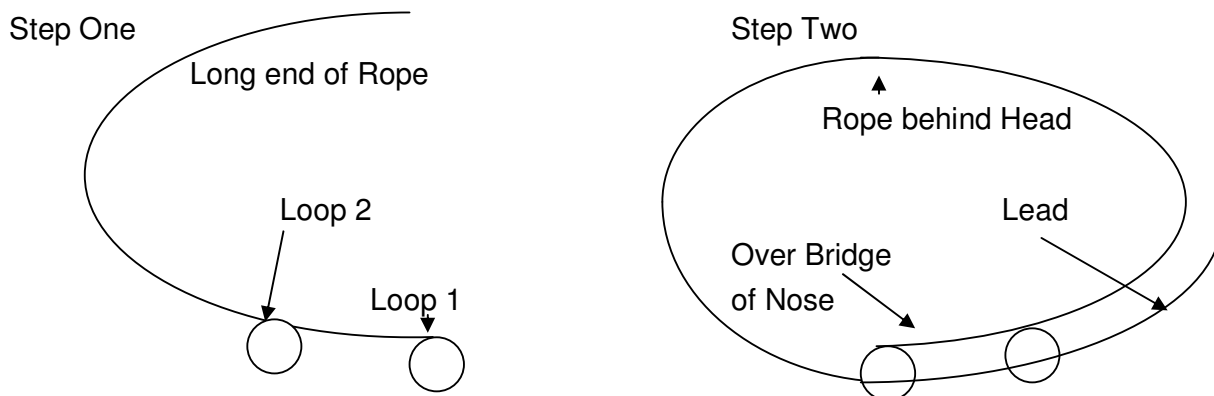 Step One
Long end of Rope
Loop 2
Loop 1
Step Two
Rope behind Head
Lead
Over Bridge
of Nose